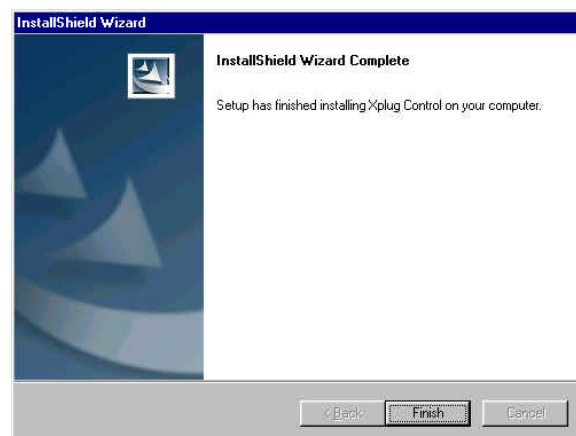 InstallShield Wizard
InstallShield Wizard Complete
Setup has finished installing Xplug Control on your computer.
< Back
Finish
Cancel